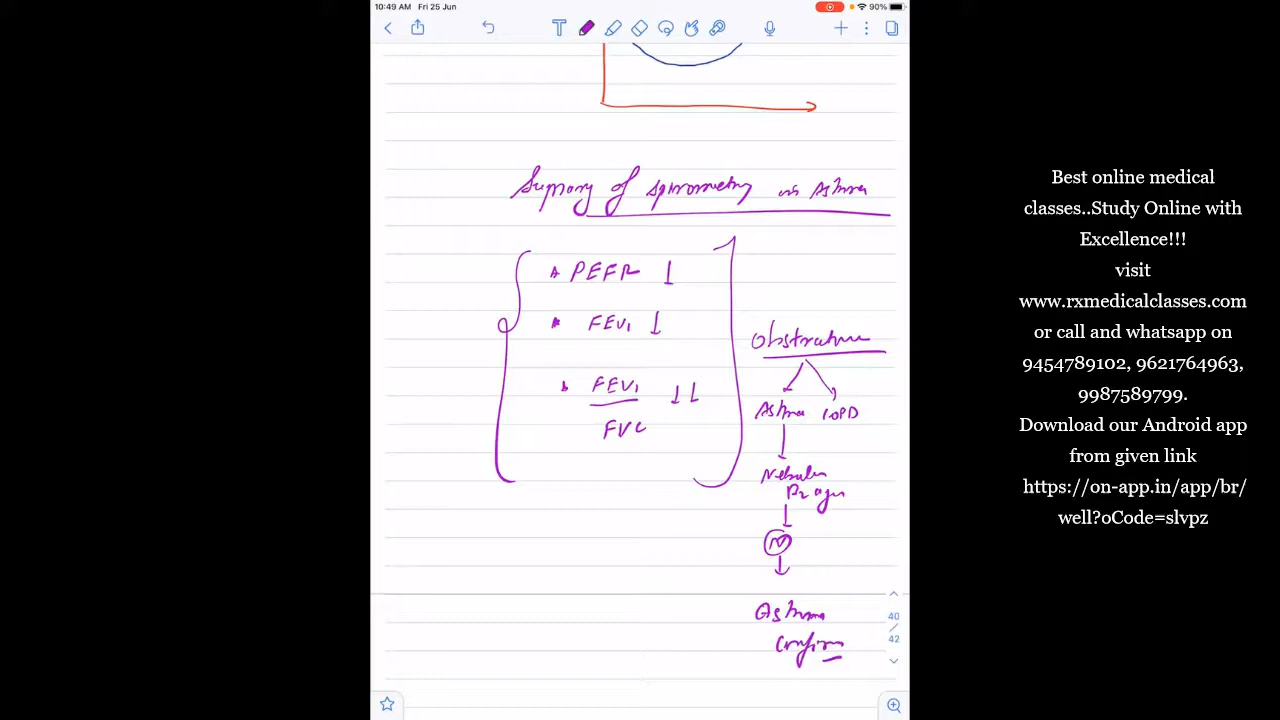 10:49 AM Fri 25 Jun
90%
Summary of spirometry in Asthma
PEFR ↓
FEV₁ ↓
FEV₁ ↓↓
FVC
Obstructive
Asthma COPD
β₂ agon
N
Asthma
Confirm
40
42
Best online medical
classes..Study Online with
Excellence!!!
visit
www.rxmedicalclasses.com
or call and whatsapp on
9454789102, 9621764963,
9987589799.
Download our Android app
from given link
https://on-app.in/app/br/
well?oCode=slvpz